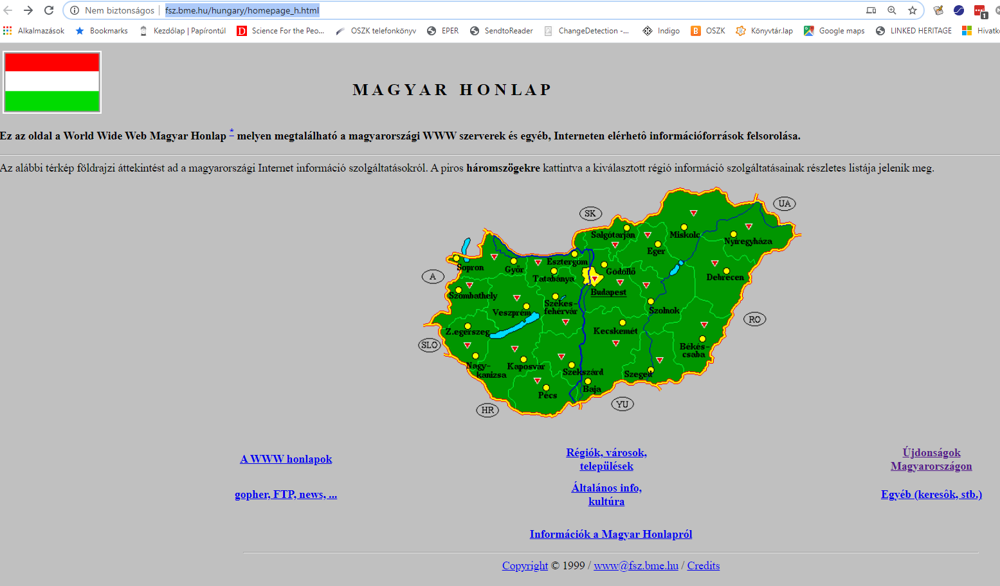 Nem biztonságos | fsz.bme.hu/hungary/homepage_h.html
1
Alkalmazások Bookmarks Kezdőlap | Papírontúl Science For the Peo... OSZK telefonkönyv EPER SendtoReader ChangeDetection -... Indigo OSZK Könyvtár.lap Google maps LINKED HERITAGE Hivatk
MAGYAR HONLAP
Ez az oldal a World Wide Web Magyar Honlap * melyen megtalálható a magyarországi WWW szerverek és egyéb, Interneten elérhetô információforrások felsorolása.
Az alábbi térkép földrajzi áttekintést ad a magyarországi Internet információ szolgáltatásokról. A piros háromszögekre kattintva a kiválasztott régió információ szolgáltatásainak részletes listája jelenik meg.
UA
SK
Salgótarján
Miskolc
Nyíregyháza
Eger
Sopron
Győr
Esztergom
Gödöllő
A
Tatabánya
Debrecen
Budapest
Szombathely
Székes-
fehérvár
Veszprém
Szolnok
RO
Z.egerszeg
Kecskemét
SLO
Békés-
csaba
Nagy-
kanizsa
Kaposvár
Szekszárd
Szeged
Baja
Pécs
YU
HR
A WWW honlapok
Régiók, városok,
települések
Újdonságok
Magyarországon
gopher, FTP, news, ...
Általános info,
kultúra
Egyéb (keresôk, stb.)
Információk a Magyar Honlapról
Copyright © 1999 / www@fsz.bme.hu / Credits